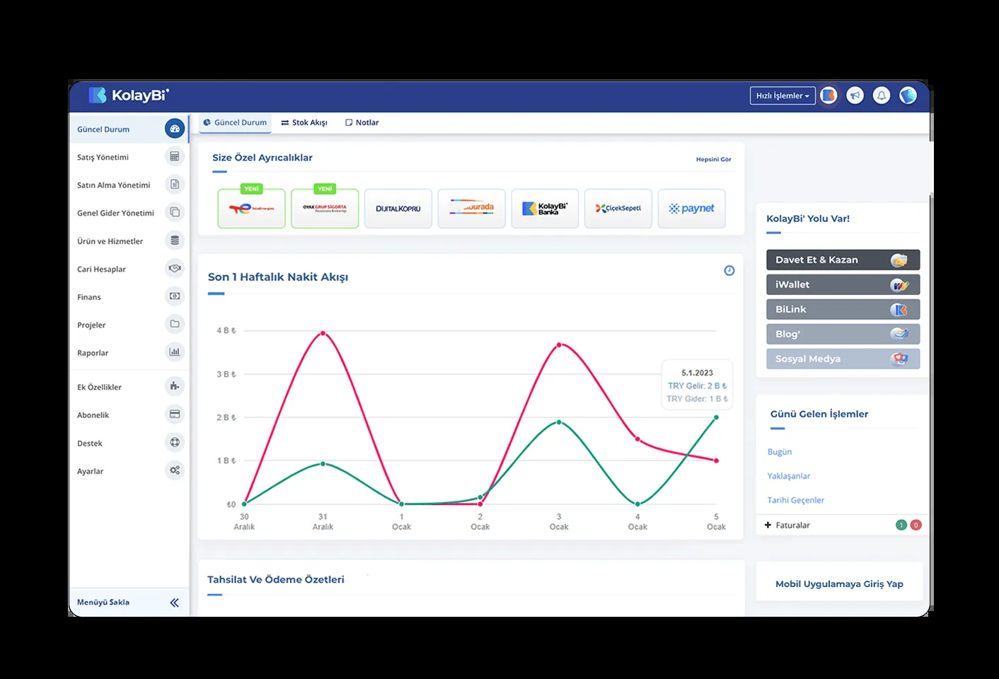 KolayBi'
Hızlı İşlemler
Güncel Durum
Satış Yönetimi
Satın Alma Yönetimi
Genel Gider Yönetimi
Ürün ve Hizmetler
Cari Hesaplar
Finans
Projeler
Raporlar
Ek Özellikler
Abonelik
Destek
Ayarlar
Menüyü Sakla
Güncel Durum
Stok Akışı
Notlar
Size Özel Ayrıcalıklar
Hepsini Gör
YENİ
YENİ
TotalEnergies
OYAK GRUP SİGORTA
DİJİTALKÖPRÜ
burada
KolayBi'
Banka
ÇiçekSepeti
paynet
Son 1 Haftalık Nakit Akışı
4 B ₺
3 B ₺
2 B ₺
1 B ₺
₺0
5.1.2023
TRY Gelir: 2 B ₺
TRY Gider: 1 B ₺
30 Aralık
31 Aralık
1 Ocak
2 Ocak
3 Ocak
4 Ocak
5 Ocak
Tahsilat Ve Ödeme Özetleri
KolayBi' Yolu Var!
Davet Et & Kazan
iWallet
BiLink
Blog'
Sosyal Medya
Günü Gelen İşlemler
Bugün
Yaklaşanlar
Tarihi Geçenler
+ Faturalar
1 0
Mobil Uygulamaya Giriş Yap